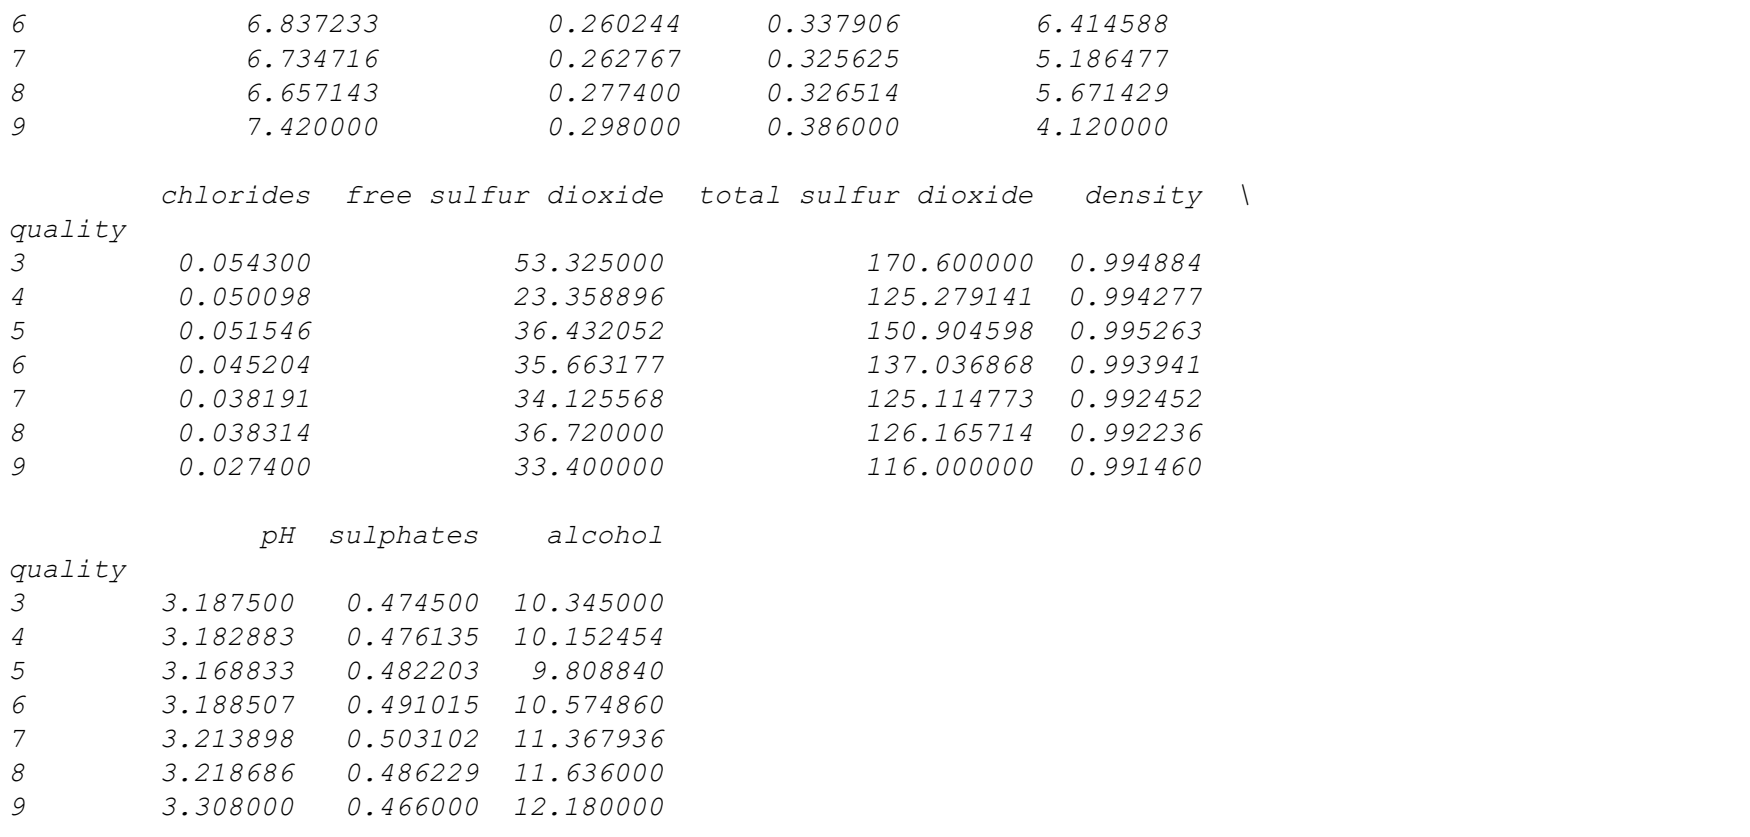 6 6.837233 0.260244 0.337906 6.414588
7 6.734716 0.262767 0.325625 5.186477
8 6.657143 0.277400 0.326514 5.671429
9 7.420000 0.298000 0.386000 4.120000
chlorides free sulfur dioxide total sulfur dioxide density \
quality
3 0.054300 53.325000 170.600000 0.994884
4 0.050098 23.358896 125.279141 0.994277
5 0.051546 36.432052 150.904598 0.995263
6 0.045204 35.663177 137.036868 0.993941
7 0.038191 34.125568 125.114773 0.992452
8 0.038314 36.720000 126.165714 0.992236
9 0.027400 33.400000 116.000000 0.991460
pH sulphates alcohol
quality
3 3.187500 0.474500 10.345000
4 3.182883 0.476135 10.152454
5 3.168833 0.482203 9.808840
6 3.188507 0.491015 10.574860
7 3.213898 0.503102 11.367936
8 3.218686 0.486229 11.636000
9 3.308000 0.466000 12.180000